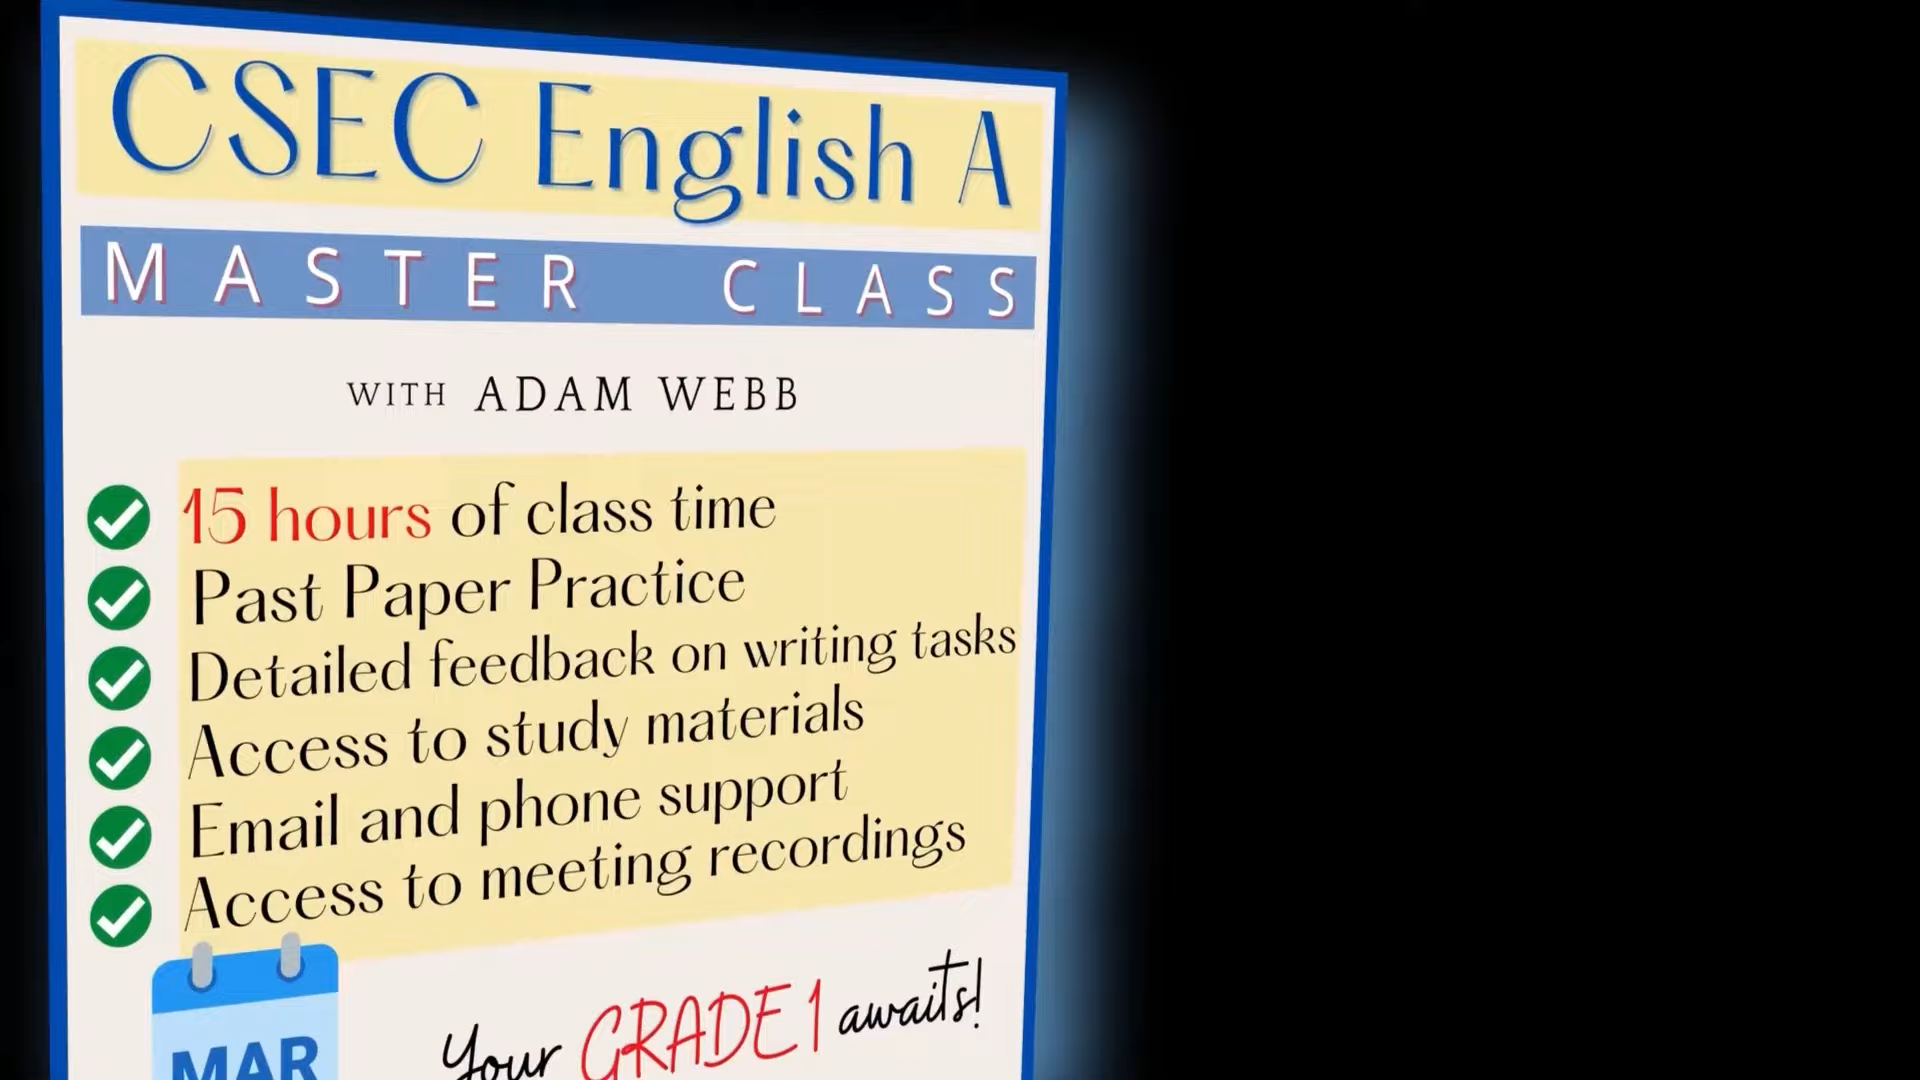 CSEC English A
MASTER CLASS
WITH ADAM WEBB
15 hours of class time
Past Paper Practice
Detailed feedback on writing tasks
Access to study materials
Email and phone support
Access to meeting recordings
MAR
Your GRADE 1 awaits!